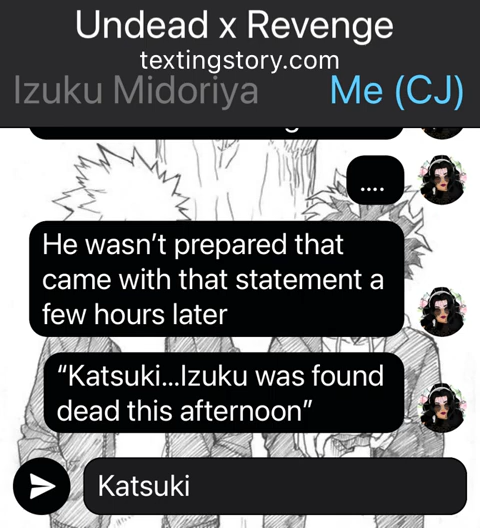 Undead x Revenge
textingstory.com
Izuku Midoriya
Me (CJ)
....
He wasn’t prepared that
came with that statement a
few hours later
“Katsuki...Izuku was found
dead this afternoon”
Katsuki